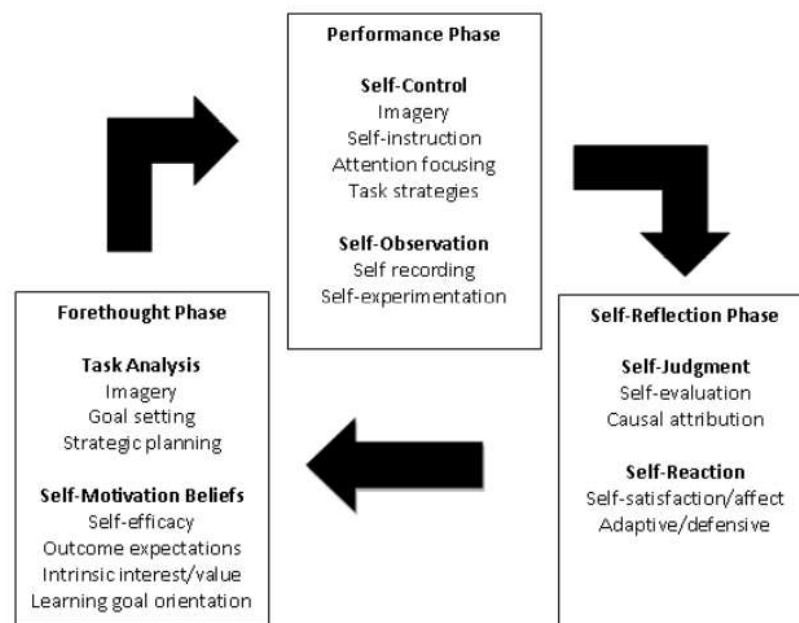 Performance Phase
Self-Control
Imagery
Self-instruction
Attention focusing
Task strategies
Self-Observation
Self recording
Self-experimentation
Forethought Phase
Task Analysis
Imagery
Goal setting
Strategic planning
Self-Motivation Beliefs
Self-efficacy
Outcome expectations
Intrinsic interest/value
Learning goal orientation
Self-Reflection Phase
Self-Judgment
Self-evaluation
Causal attribution
Self-Reaction
Self-satisfaction/affect
Adaptive/defensive